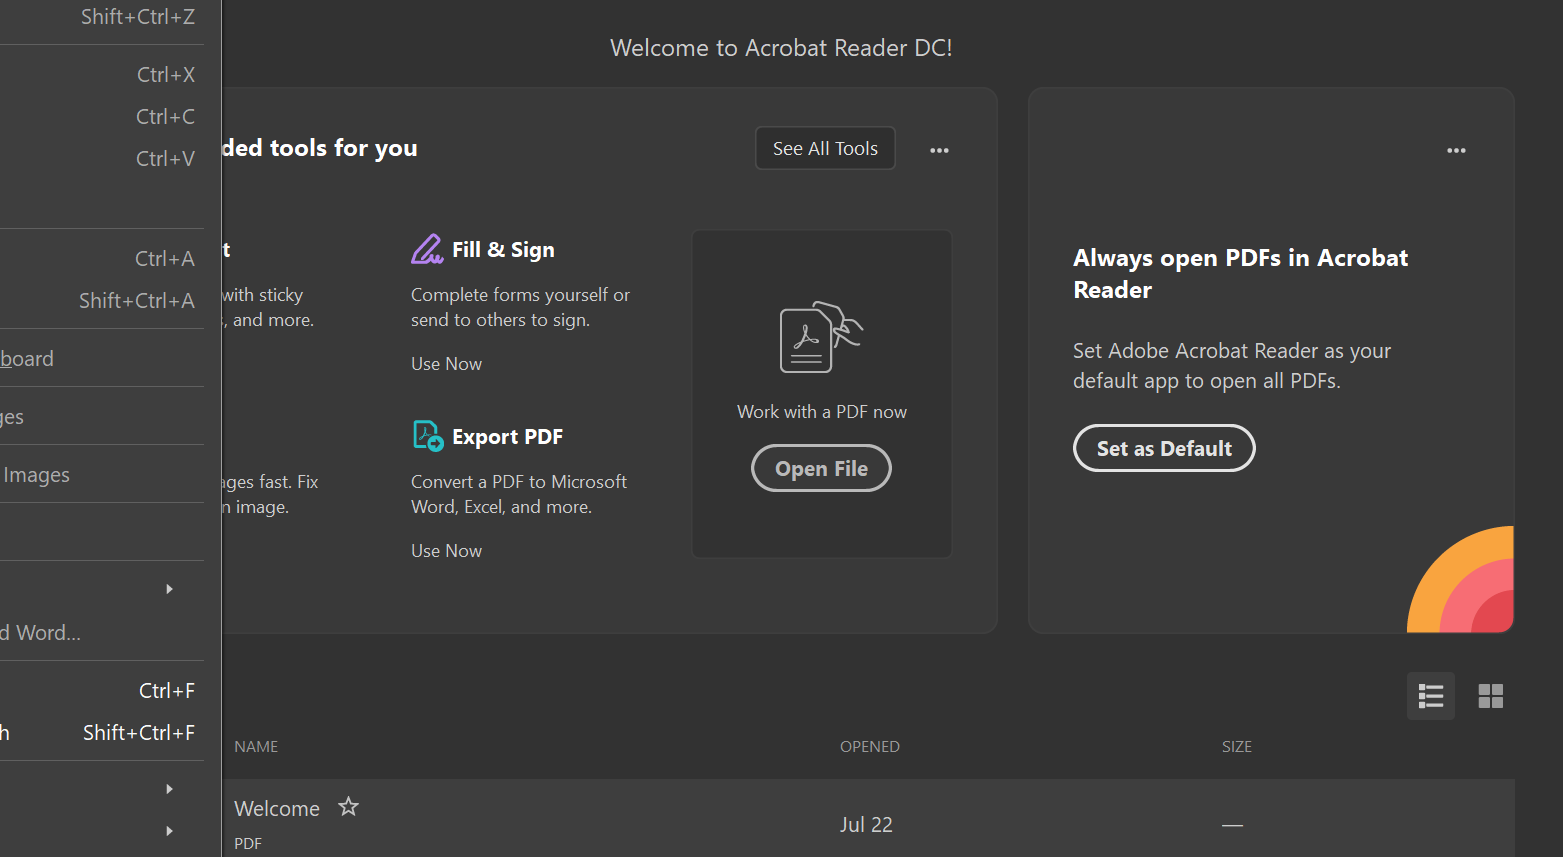 Shift+Ctrl+Z
Ctrl+X
Ctrl+C
Ctrl+V
Ctrl+A
Shift+Ctrl+A
board
ges
Images
d Word...
Ctrl+F
h Shift+Ctrl+F
Welcome to Acrobat Reader DC!
ded tools for you
See All Tools
t
with sticky
, and more.
Fill & Sign
Complete forms yourself or
send to others to sign.
Use Now
ages fast. Fix
n image.
Export PDF
Convert a PDF to Microsoft
Word, Excel, and more.
Use Now
Work with a PDF now
Open File
Always open PDFs in Acrobat
Reader
Set Adobe Acrobat Reader as your
default app to open all PDFs.
Set as Default
NAME OPENED SIZE
Welcome
PDF
Jul 22 —